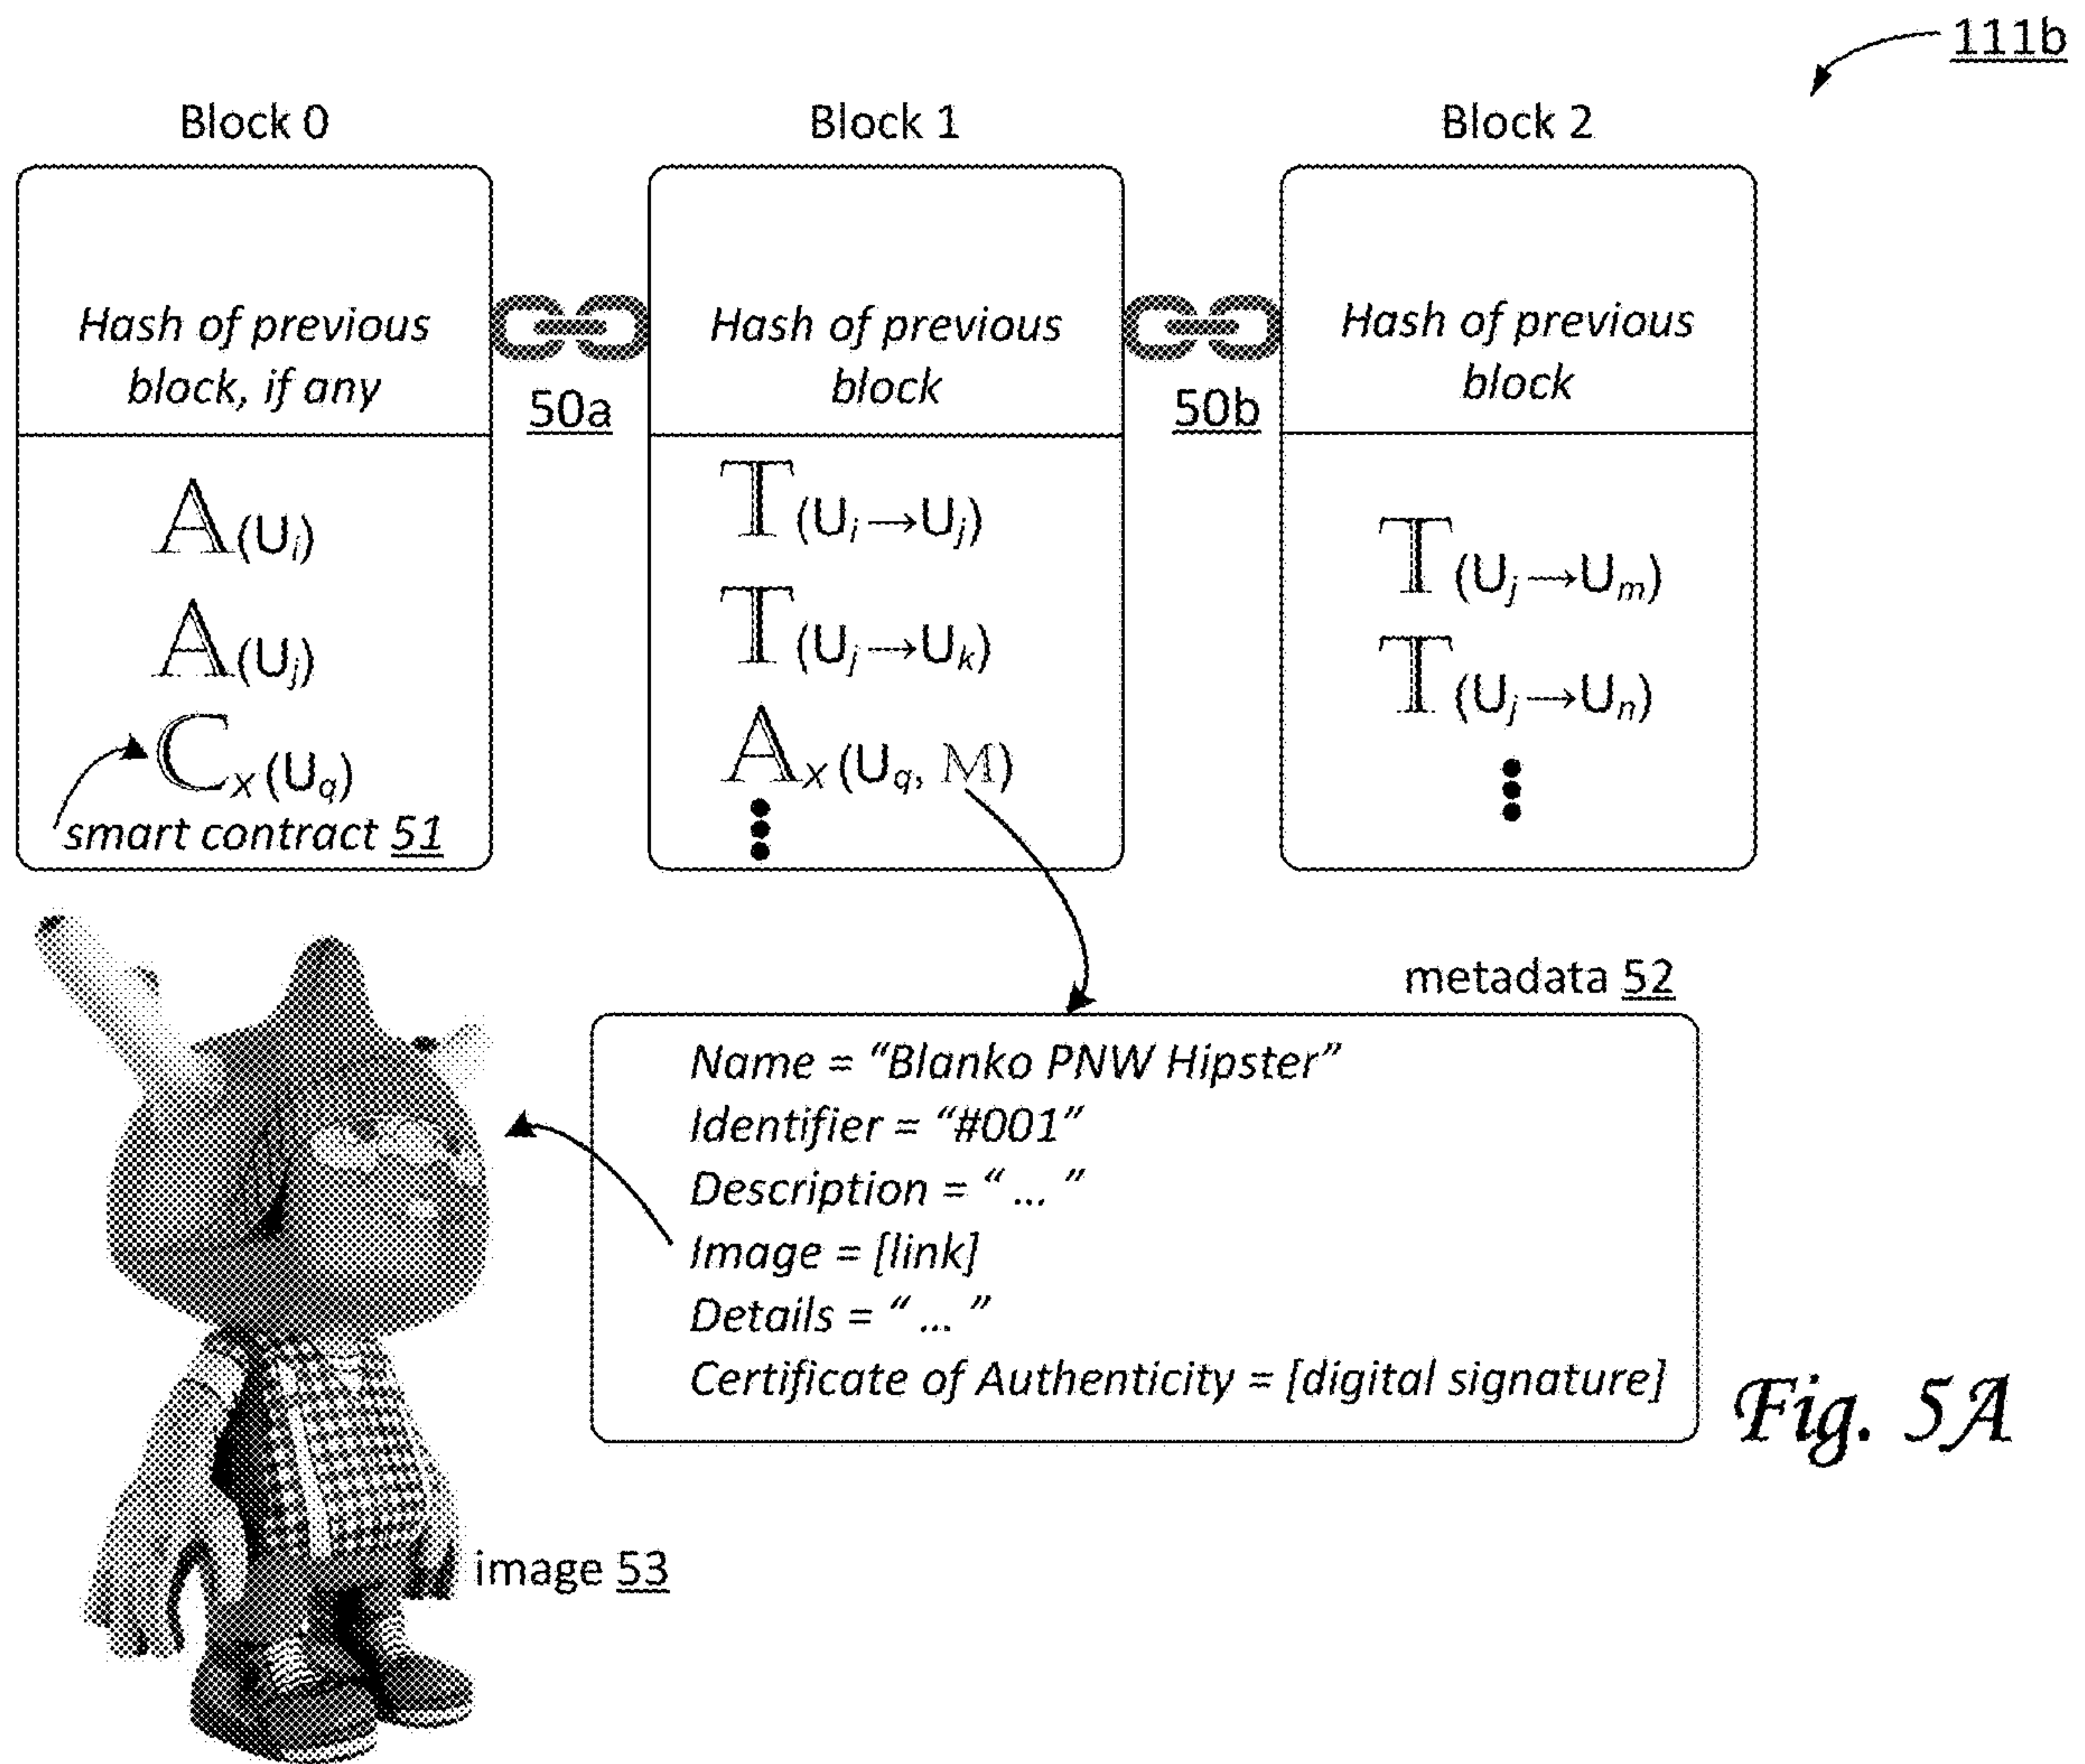 111b
Block 0
Hash of previous
block, if any
A(Ui)
A(Uj)
Cx(Uq)
smart contract 51
50a
Block 1
Hash of previous
block
T(Ui→Uj)
T(Uj→Uk)
Ax(Uq, M)
50b
Block 2
Hash of previous
block
T(Uj→Um)
T(Uj→Un)
metadata 52
Name = “Blanko PNW Hipster”
Identifier = “#001”
Description = “ ... ”
Image = [link]
Details = “ ... ”
Certificate of Authenticity = [digital signature]
image 53
Fig. 5A